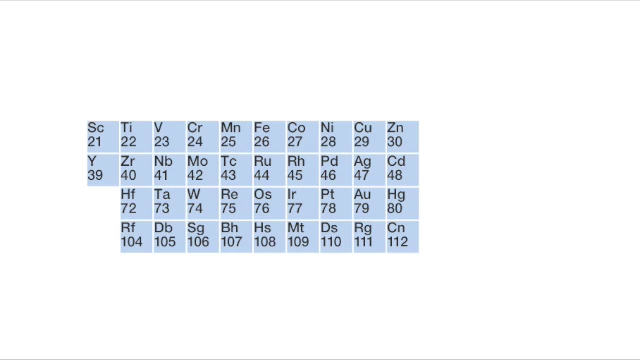 Sc Ti V Cr Mn Fe Co Ni Cu Zn
21 22 23 24 25 26 27 28 29 30
Y Zr Nb Mo Tc Ru Rh Pd Ag Cd
39 40 41 42 43 44 45 46 47 48
Hf Ta W Re Os Ir Pt Au Hg
72 73 74 75 76 77 78 79 80
Rf Db Sg Bh Hs Mt Ds Rg Cn
104 105 106 107 108 109 110 111 112